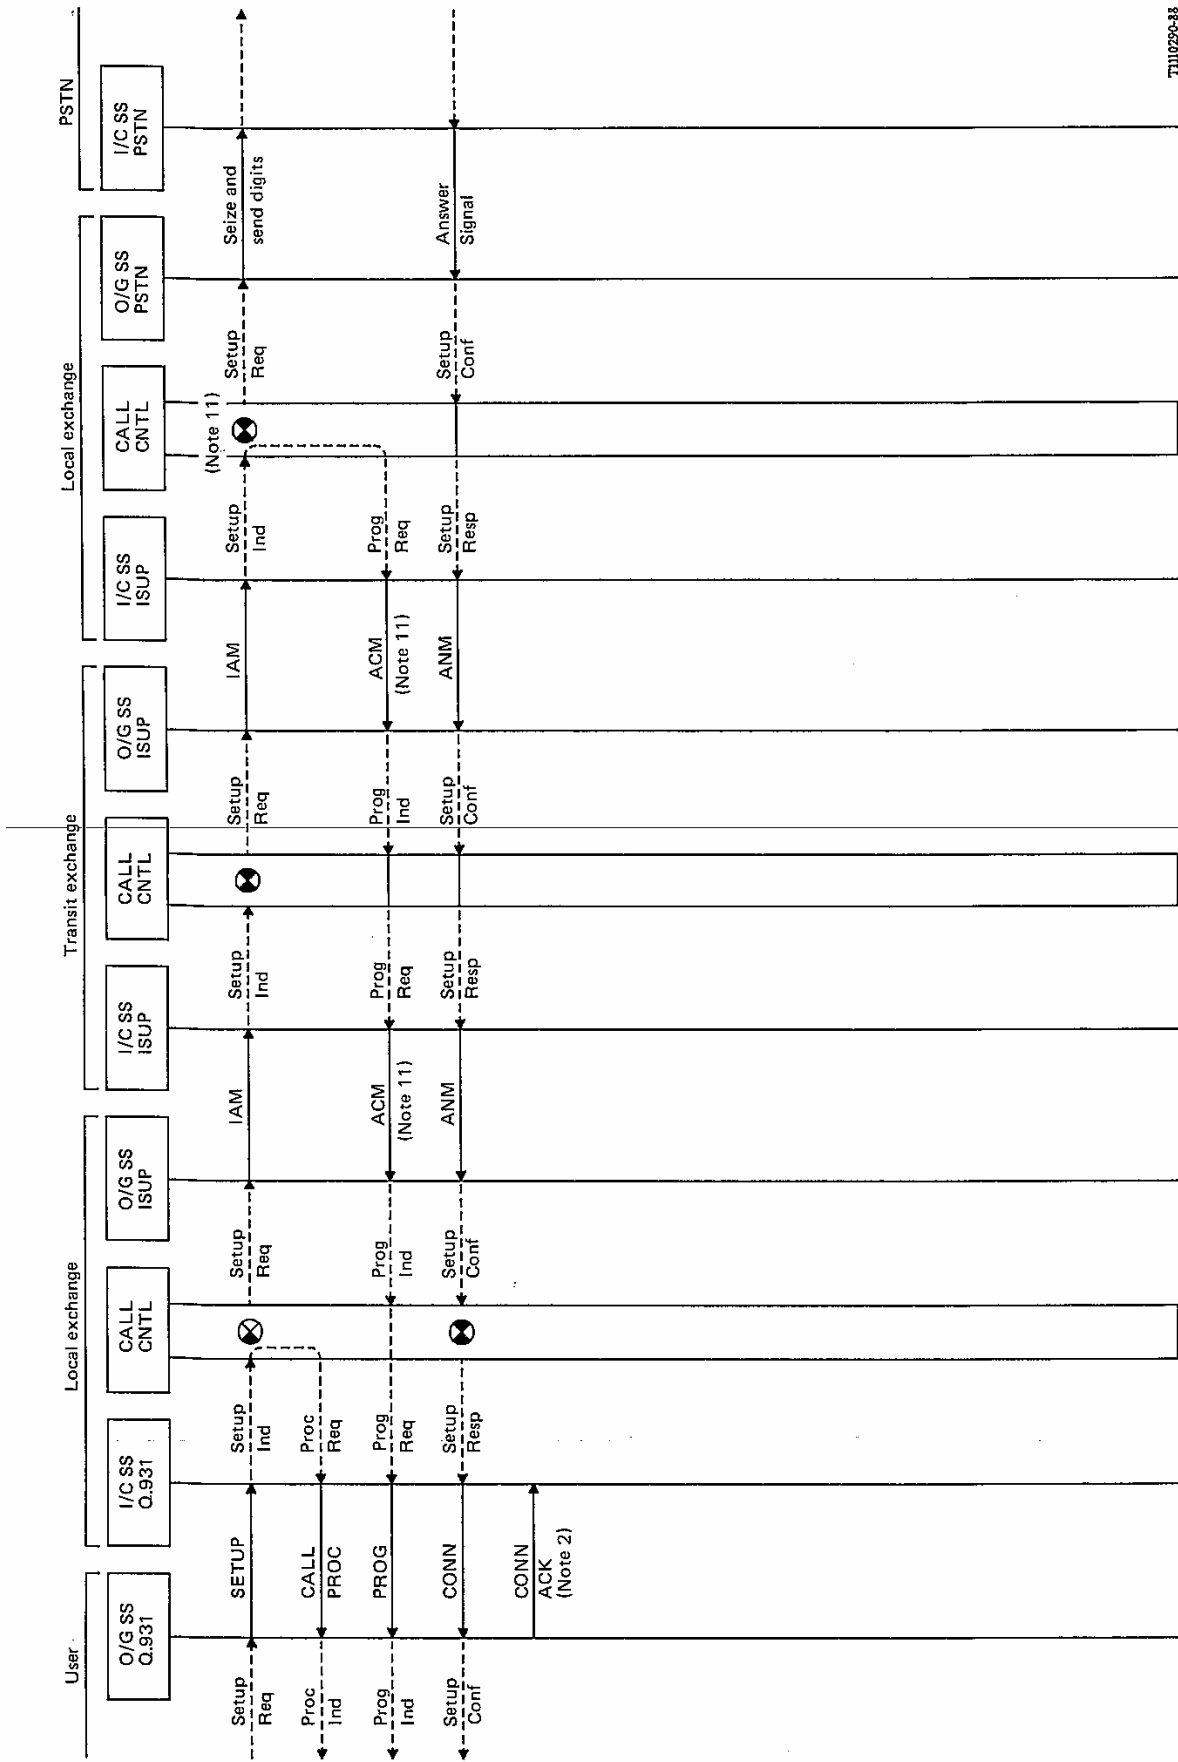 User
Local exchange
Transit exchange
Local exchange
PSTN
O/G SS
Q.931
I/C SS
Q.931
CALL
CNTL
O/G SS
ISUP
I/C SS
ISUP
CALL
CNTL
O/G SS
ISUP
I/C SS
ISUP
CALL
CNTL
(Note 11)
O/G SS
PSTN
I/C SS
PSTN
Setup
Req
SETUP
Setup
Ind
Setup
Req
IAM
Setup
Ind
Setup
Req
IAM
Setup
Ind
Setup
Req
Seize and
send digits
Proc
Ind
CALL
PROC
Proc
Req
Prog
Ind
PROG
Prog
Req
Prog
Ind
ACM
(Note 11)
Prog
Req
Prog
Ind
ACM
(Note 11)
Prog
Req
Setup
Conf
CONN
Setup
Resp
Setup
Conf
ANM
Setup
Resp
Setup
Conf
ANM
Setup
Resp
Setup
Conf
Answer
Signal
CONN
ACK
(Note 2)
T1110290-88